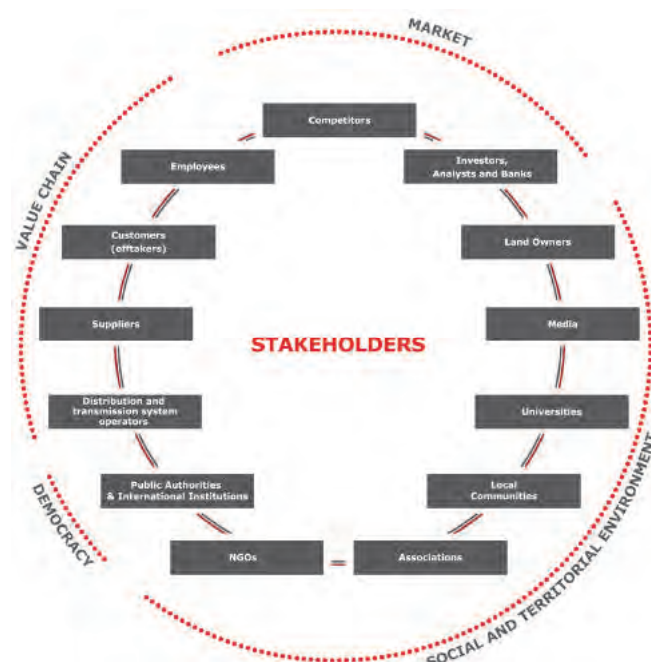 MARKET
Competitors
Employees
Investors,
Analysts and Banks
VALUE CHAIN
Customers
(offtakers)
Land Owners
Suppliers
STAKEHOLDERS
Media
Distribution and
transmission system
operators
Universities
Public Authorities
& International Institutions
Local
Communities
DEMOCRACY
NGOs
Associations
SOCIAL AND TERRITORIAL ENVIRONMENT